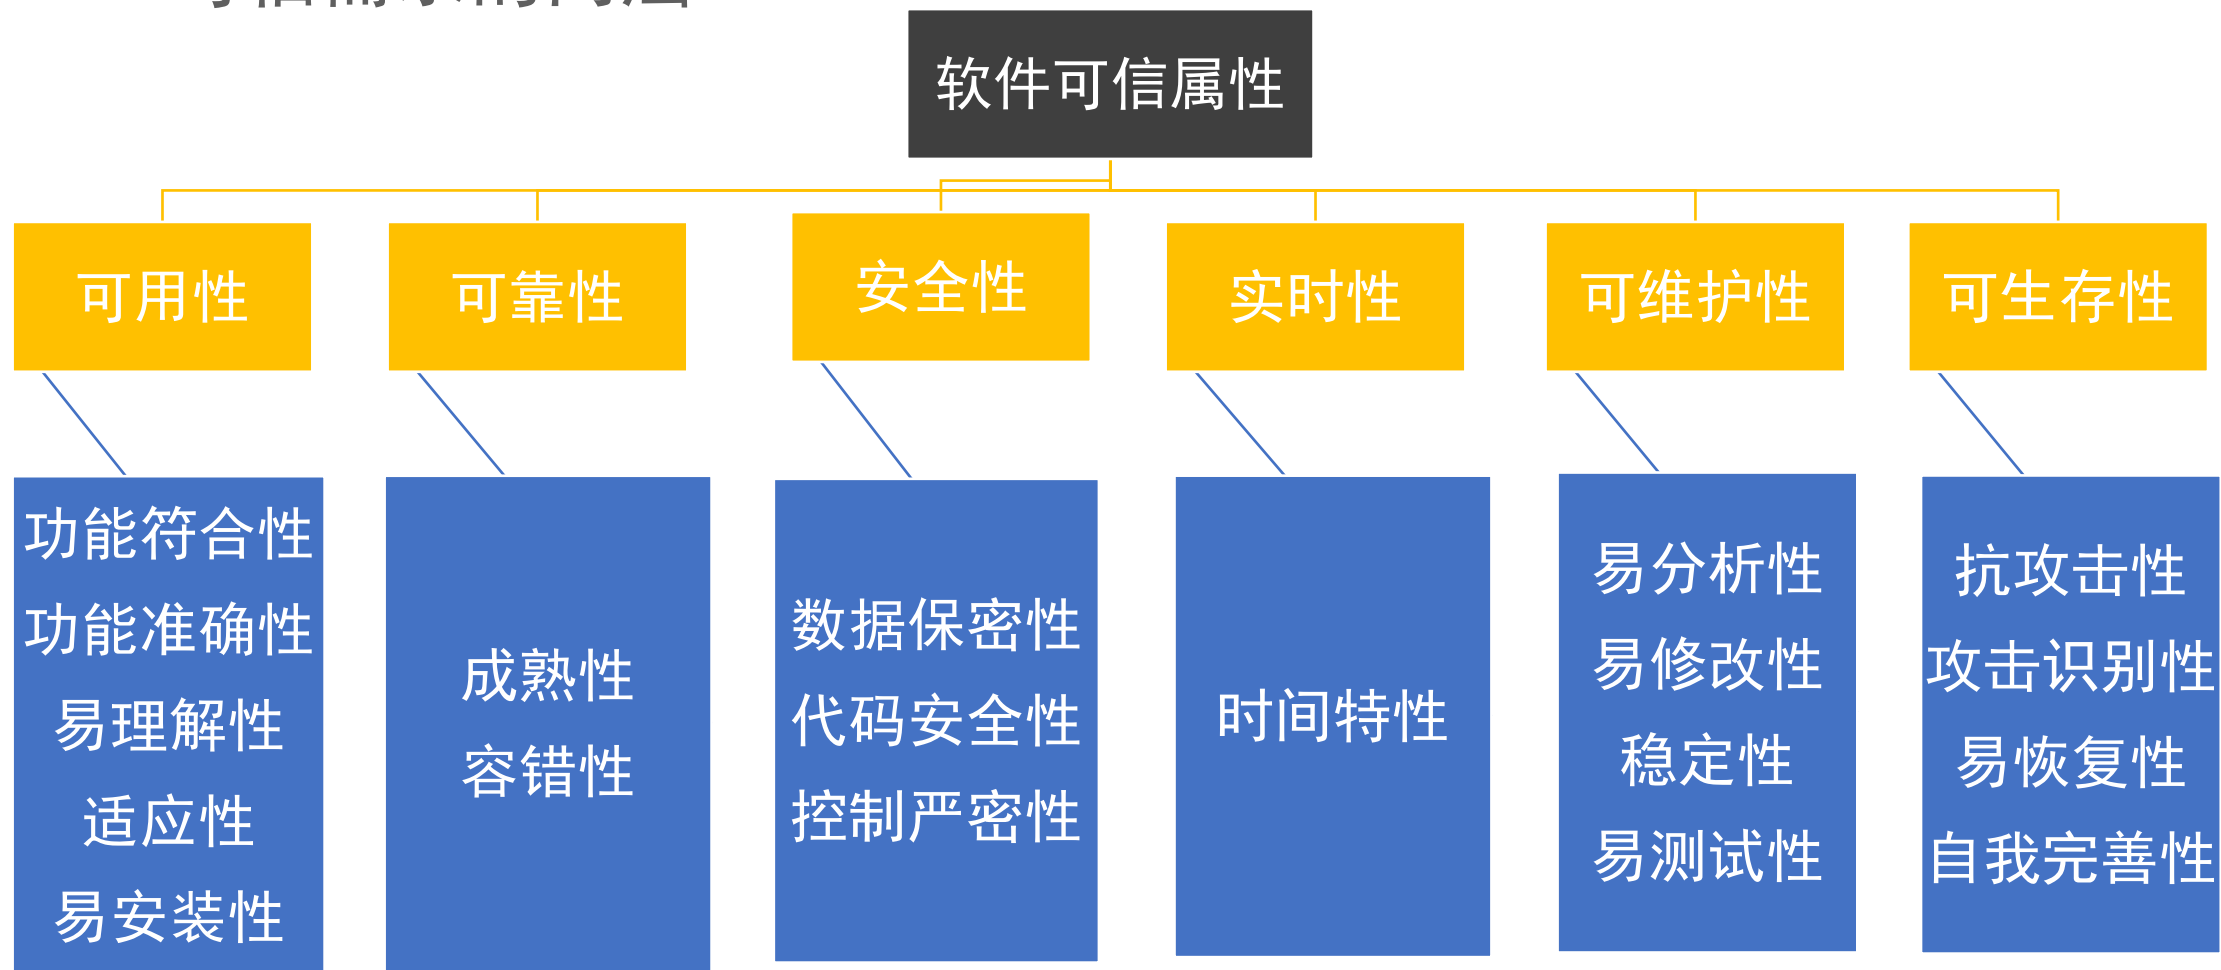 软件可信属性
可用性
可靠性
安全性
实时性
可维护性
可生存性
功能符合性
功能准确性
易理解性
适应性
易安装性
成熟性
容错性
数据保密性
代码安全性
控制严密性
时间特性
易分析性
易修改性
稳定性
易测试性
抗攻击性
攻击识别性
易恢复性
自我完善性